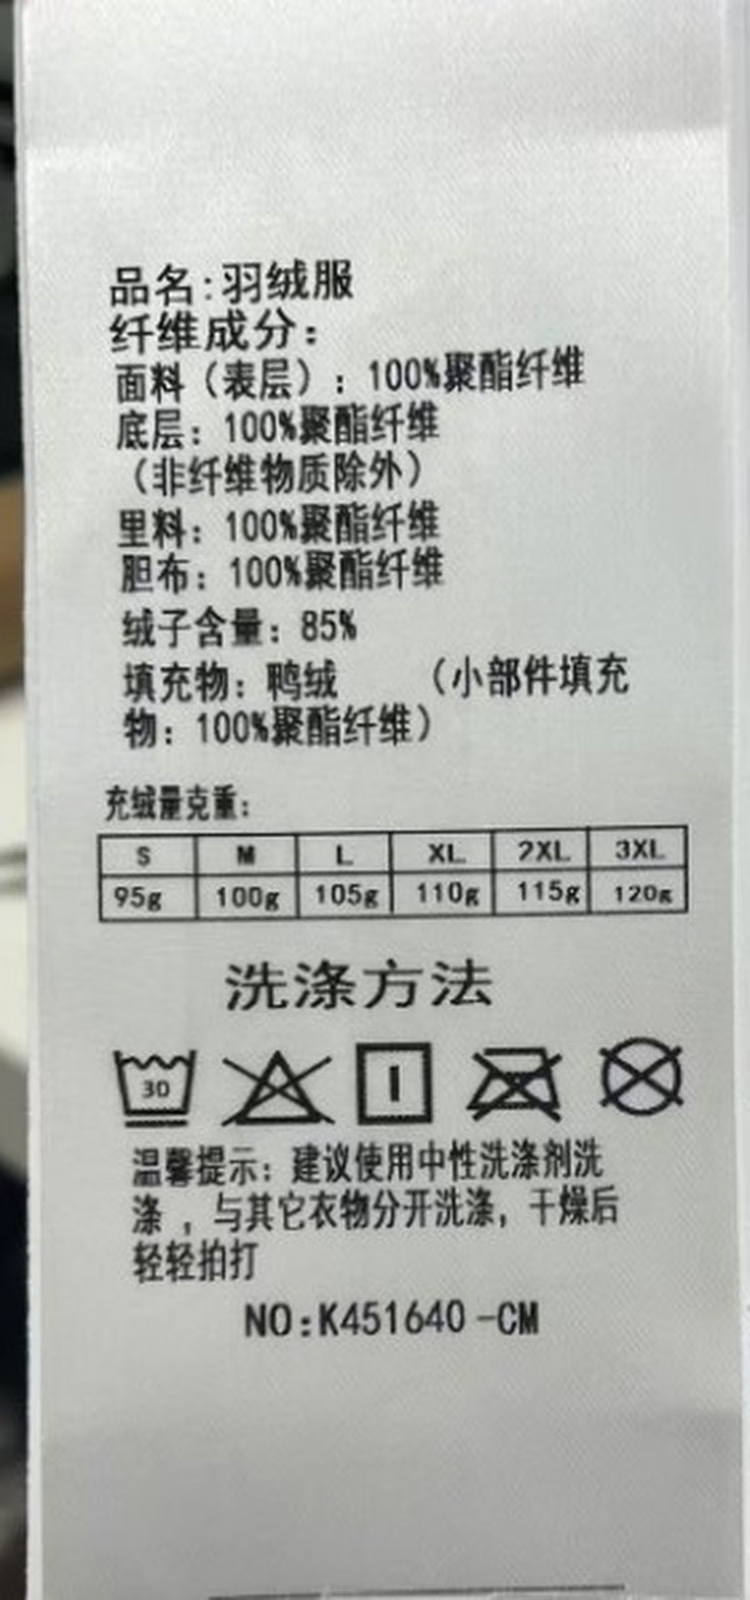 品名:羽绒服
纤维成分：
面料（表层）：100%聚酯纤维
底层：100%聚酯纤维
（非纤维物质除外）
里料：100%聚酯纤维
胆布：100%聚酯纤维
绒子含量：85%
填充物：鸭绒 （小部件填充
物：100%聚酯纤维）
充绒量克重：
S M L XL 2XL 3XL
95g 100g 105g 110g 115g 120g
洗涤方法
30
温馨提示：建议使用中性洗涤剂洗
涤，与其它衣物分开洗涤，干燥后
轻轻拍打
NO:K451640-CM